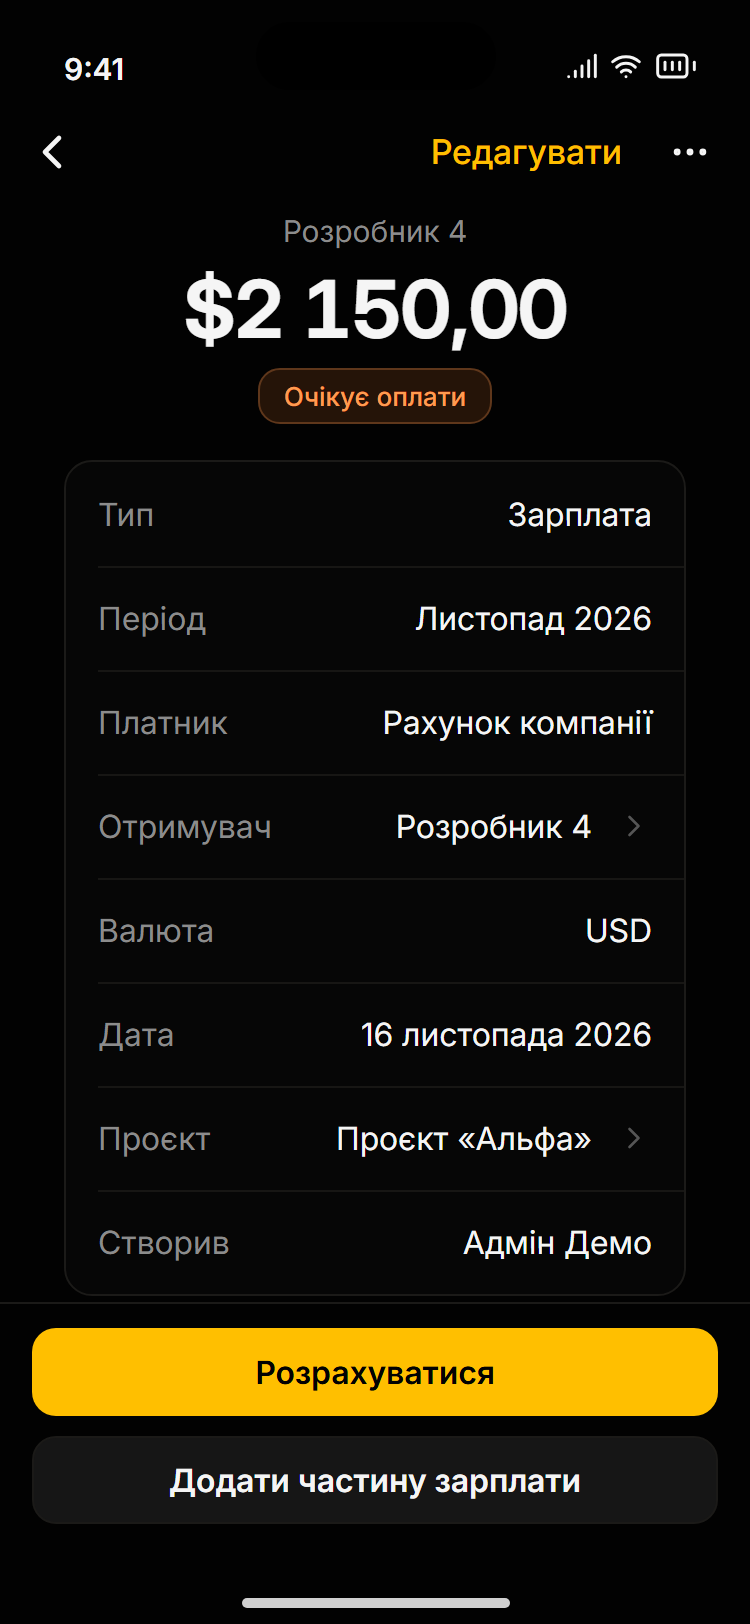 9:41
Редагувати
Розробник 4
$2 150,00
Очікує оплати
Тип Зарплата
Період Листопад 2026
Платник Рахунок компанії
Отримувач Розробник 4
Валюта USD
Дата 16 листопада 2026
Проєкт Проєкт «Альфа»
Створив Адмін Демо
Розрахуватися
Додати частину зарплати